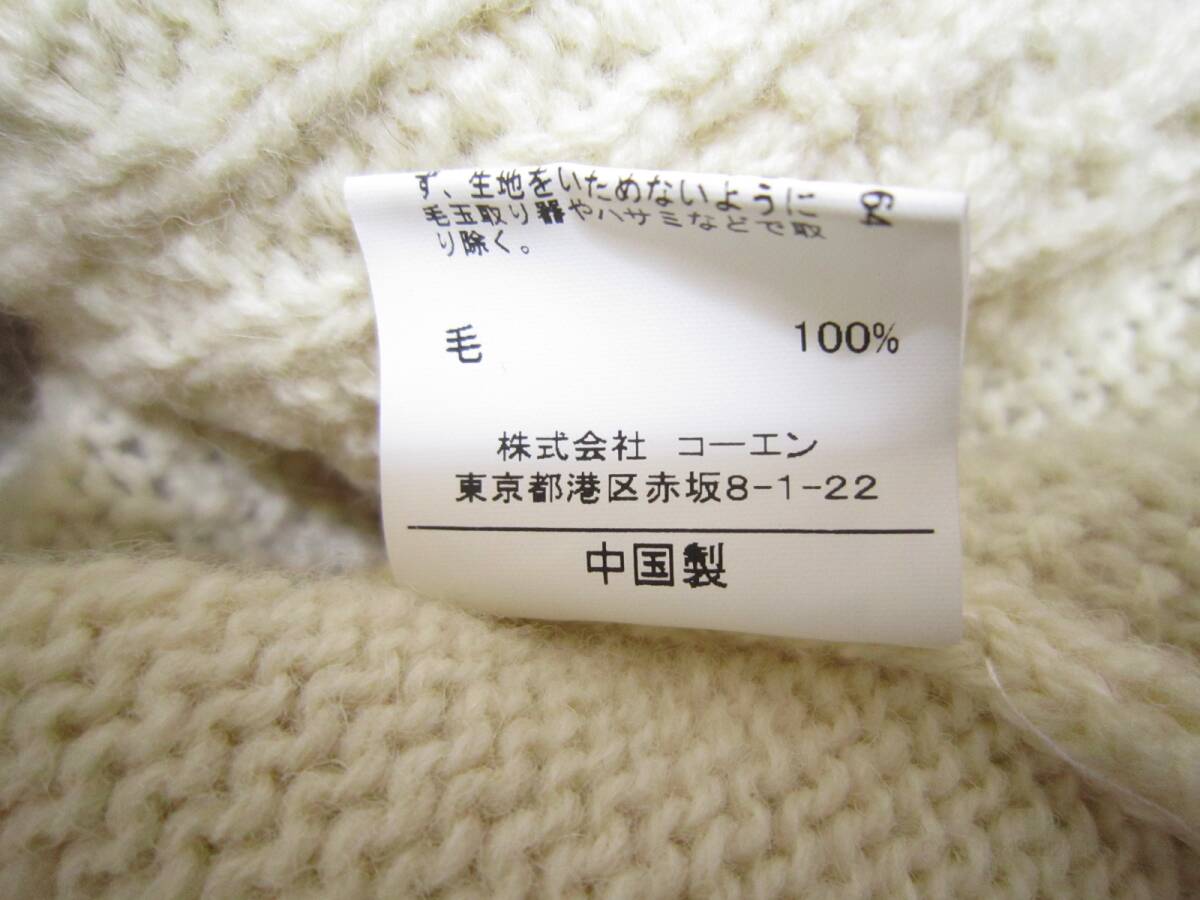 ず、生地をいためないように
毛玉取り器やハサミなどで取
り除く。
64
毛 100%
株式会社 コーエン
東京都港区赤坂8-1-22
中国製